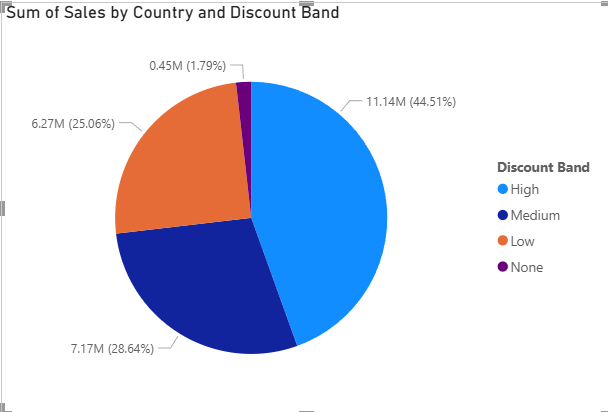 Sum of Sales by Country and Discount Band
0.45M (1.79%)
11.14M (44.51%)
6.27M (25.06%)
7.17M (28.64%)
Discount Band
High
Medium
Low
None